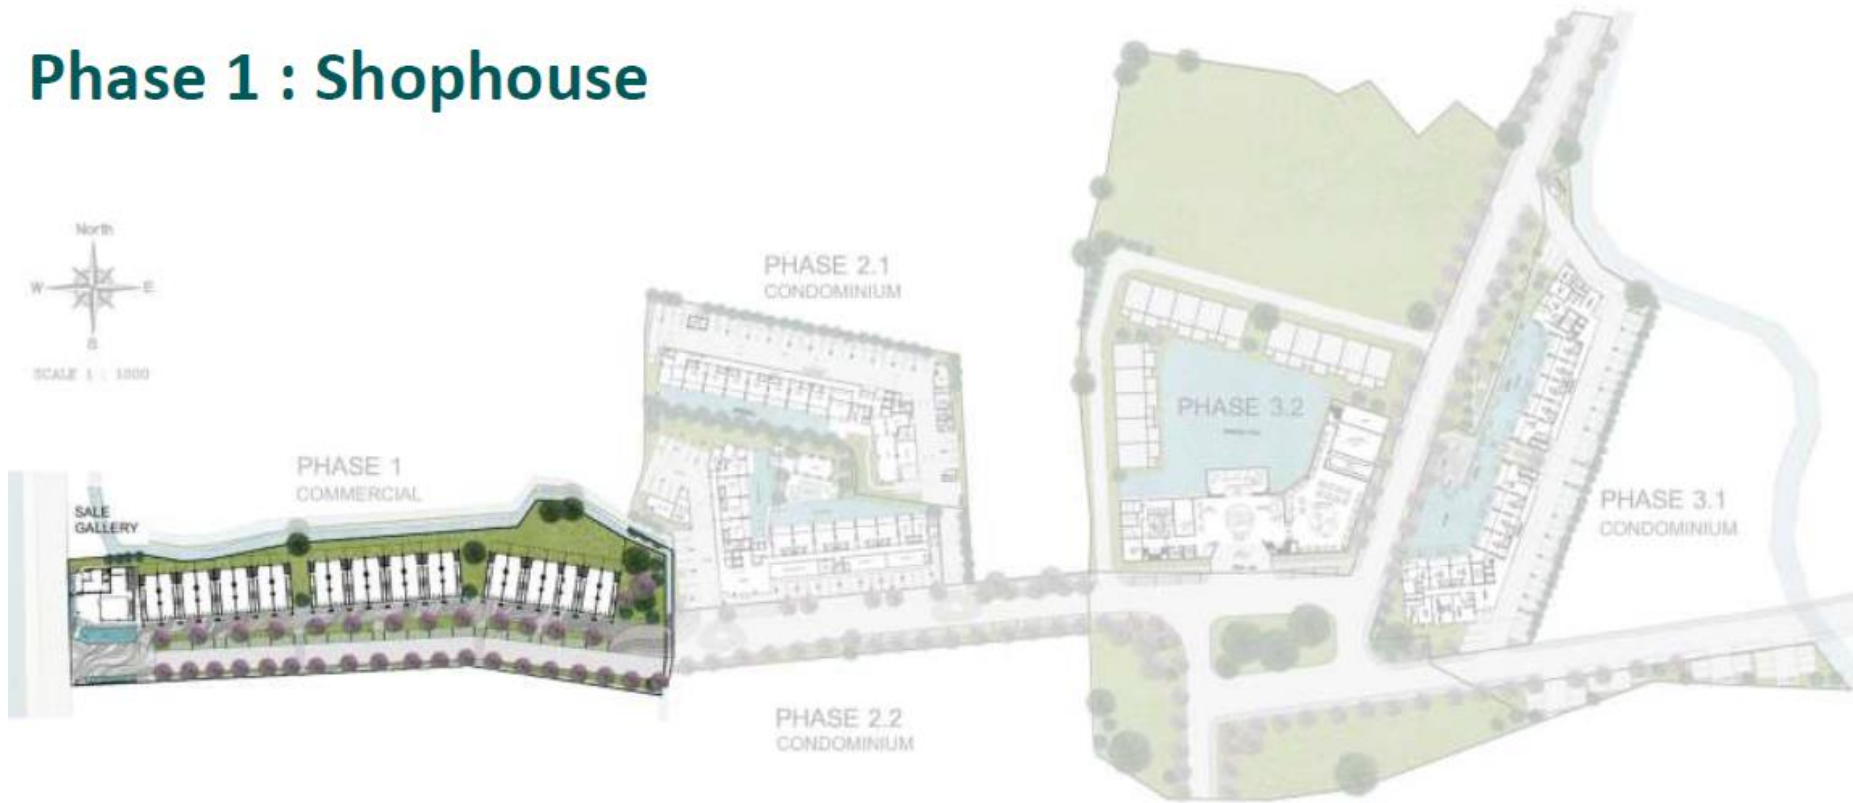 Phase 1 : Shophouse
North
W
E
S
SCALE 1 : 1000
PHASE 2.1
CONDOMINIUM
PHASE 3.2
PHASE 1
COMMERCIAL
SALE
GALLERY
PHASE 3.1
CONDOMINIUM
PHASE 2.2
CONDOMINIUM